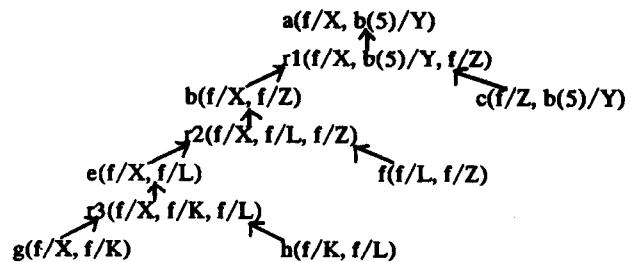 a(f/X, b(5)/Y)
r1(f/X, b(5)/Y, f/Z)
b(f/X, f/Z)
c(f/Z, b(5)/Y)
r2(f/X, f/L, f/Z)
e(f/X, f/L)
f(f/L, f/Z)
r3(f/X, f/K, f/L)
g(f/X, f/K)
h(f/K, f/L)